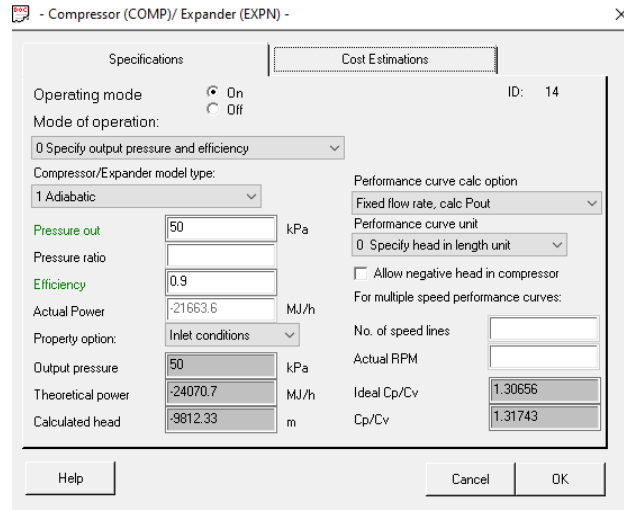 - Compressor (COMP)/ Expander (EXPN) -
Specifications
Cost Estimations
Operating mode
On
Off
ID: 14
Mode of operation:
0 Specify output pressure and efficiency
Compressor/Expander model type:
1 Adiabatic
Performance curve calc option
Fixed flow rate, calc Pout
Pressure out 50 kPa
Performance curve unit
0 Specify head in length unit
Pressure ratio
Allow negative head in compressor
Efficiency 0.9
For multiple speed performance curves:
Actual Power -21663.6 MJ/h
No. of speed lines
Property option: Inlet conditions
Actual RPM
Output pressure 50 kPa
Theoretical power -24070.7 MJ/h
Ideal Cp/Cv 1.30656
Calculated head -9812.33 m
Cp/Cv 1.31743
Help
Cancel
OK